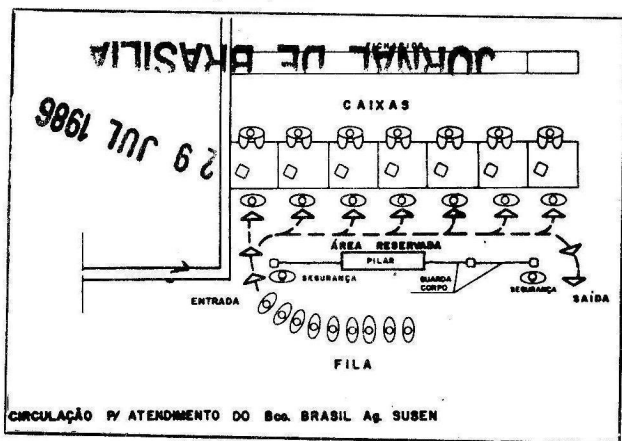 JORNAL DE BRASILIA
29 JUL 1986
CAIXAS
ÁREA RESERVADA
PILAR
SEGURANÇA
GUARDA
CORPO
SEGURANÇA
ENTRADA
SAÍDA
FILA
CIRCULAÇÃO P/ ATENDIMENTO DO Bco. BRASIL Ag. SUSEN